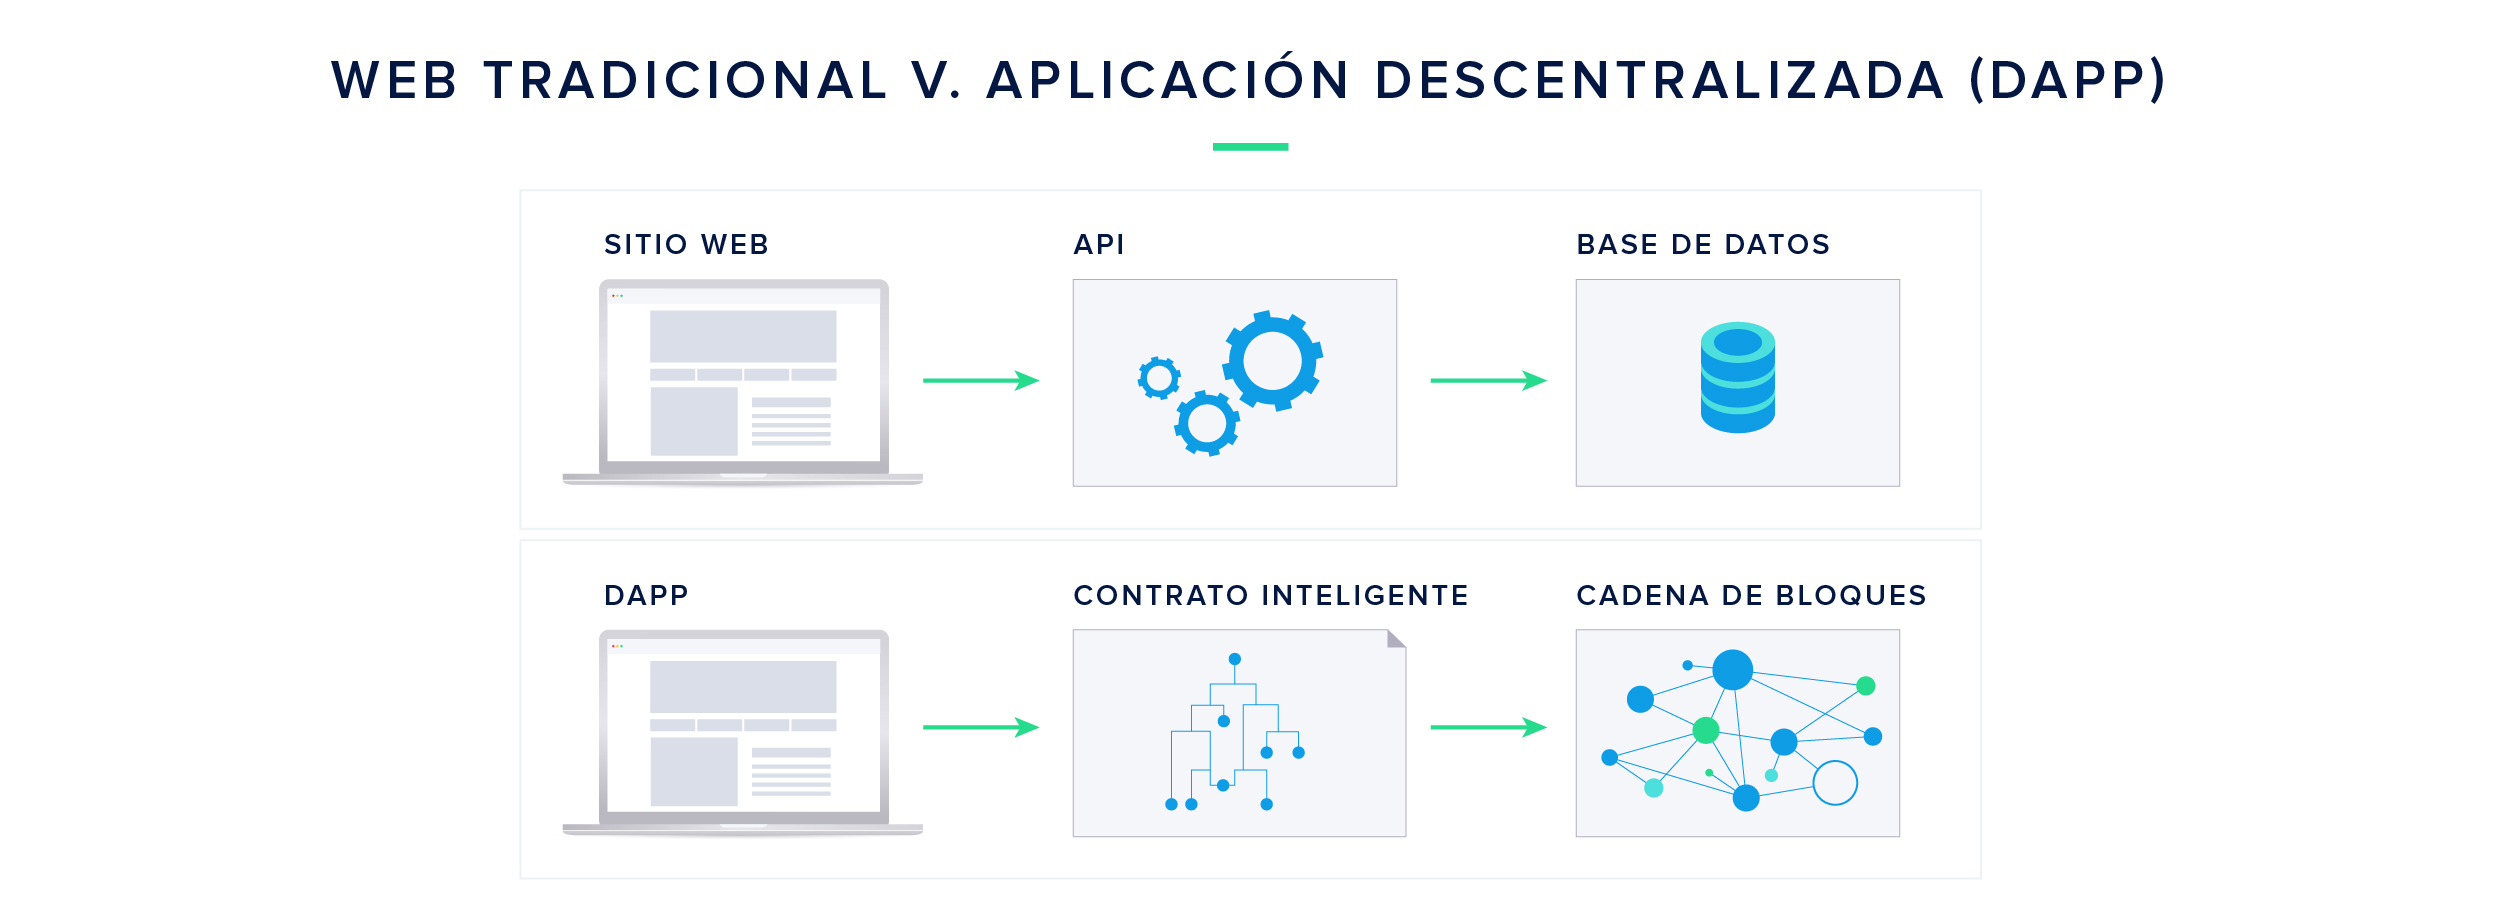 WEB TRADICIONAL V. APLICACIÓN DESCENTRALIZADA (DAPP)
SITIO WEB
API
BASE DE DATOS
DAPP
CONTRATO INTELIGENTE
CADENA DE BLOQUES